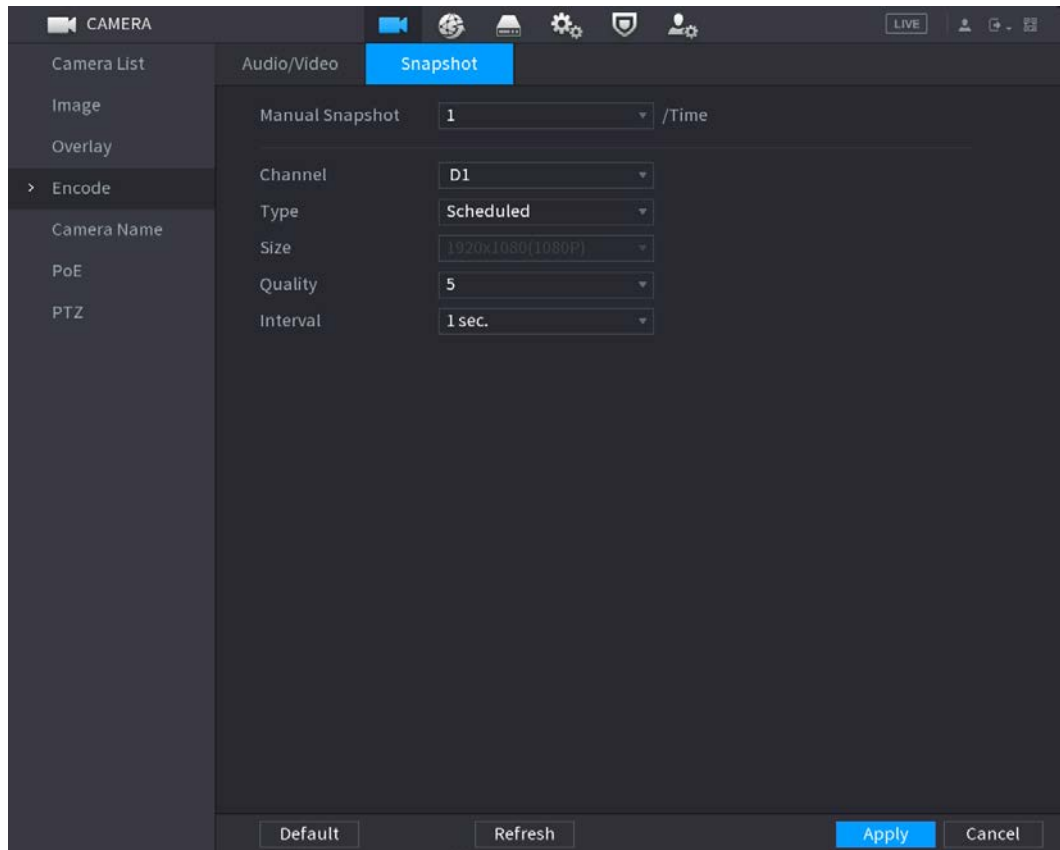 CAMERA LIVE
Camera List Audio/Video Snapshot
Image Manual Snapshot 1 /Time
Overlay
Channel D1
Encode
Type Scheduled
Camera Name
Size 1920x1080(1080P)
PoE
Quality 5
PTZ
Interval 1 sec.
Default Refresh Apply Cancel